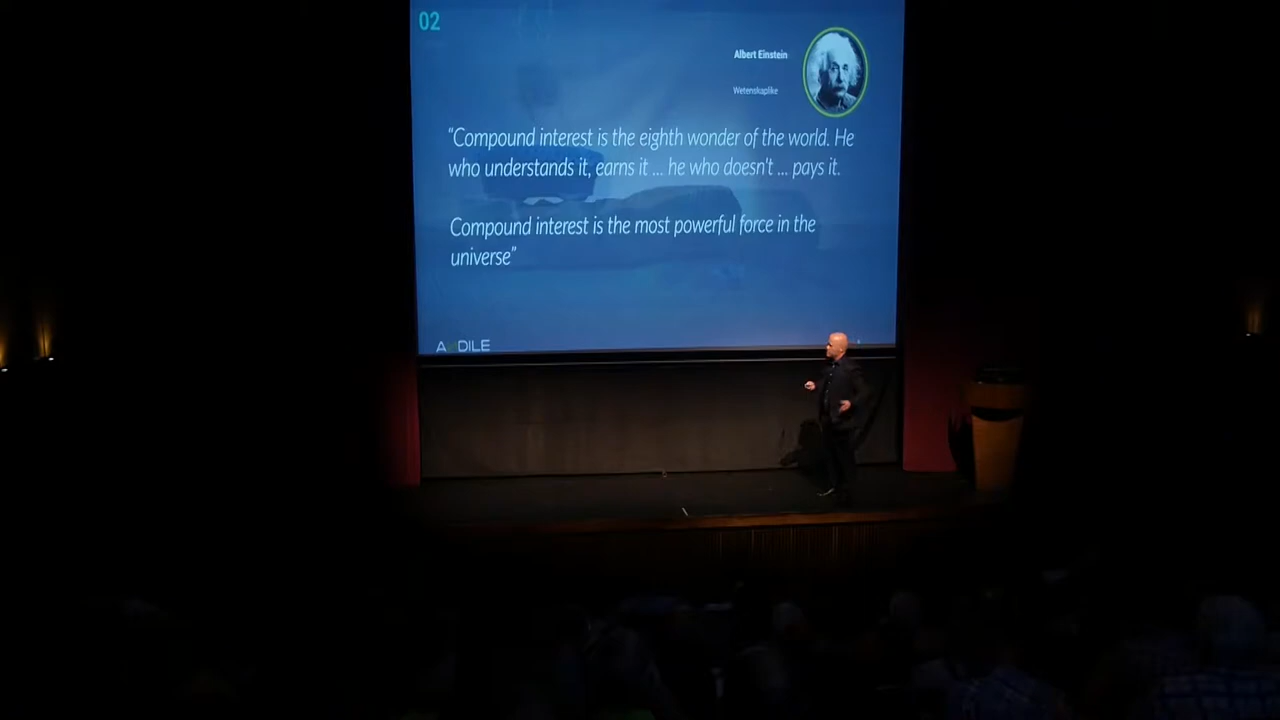 02
Albert Einstein
Wetenskaplike
“Compound interest is the eighth wonder of the world. He
who understands it, earns it ... he who doesn't ... pays it.
Compound interest is the most powerful force in the
universe”
AZDILE